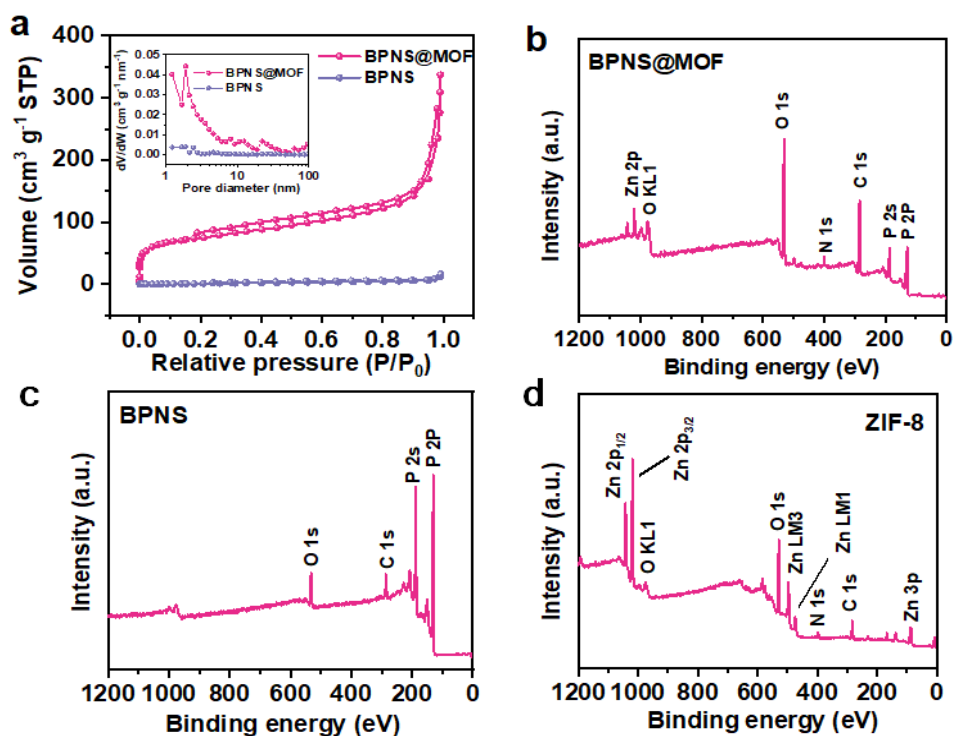 a
400
300
200
100
0
Volume (cm³ g⁻¹ STP)
0.0 0.2 0.4 0.6 0.8 1.0
Relative pressure (P/P₀)
BPNS@MOF
BPNS
0.05
0.04
0.03
0.02
0.01
0.00
dV/dW (cm³ g⁻¹ nm⁻¹)
BPNS@MOF
BPNS
1 10 100
Pore diameter (nm)
b
BPNS@MOF
Intensity (a.u.)
Zn 2p
O KL1
O 1s
N 1s
C 1s
P 2s
P 2P
1200 1000 800 600 400 200 0
Binding energy (eV)
c
BPNS
Intensity (a.u.)
O 1s
C 1s
P 2s
P 2P
1200 1000 800 600 400 200 0
Binding energy (eV)
d
ZIF-8
Intensity (a.u.)
Zn 2p₁/₂
Zn 2p₃/₂
O KL1
O 1s
Zn LM3
Zn LM1
N 1s
C 1s
Zn 3p
1200 1000 800 600 400 200 0
Binding energy (eV)